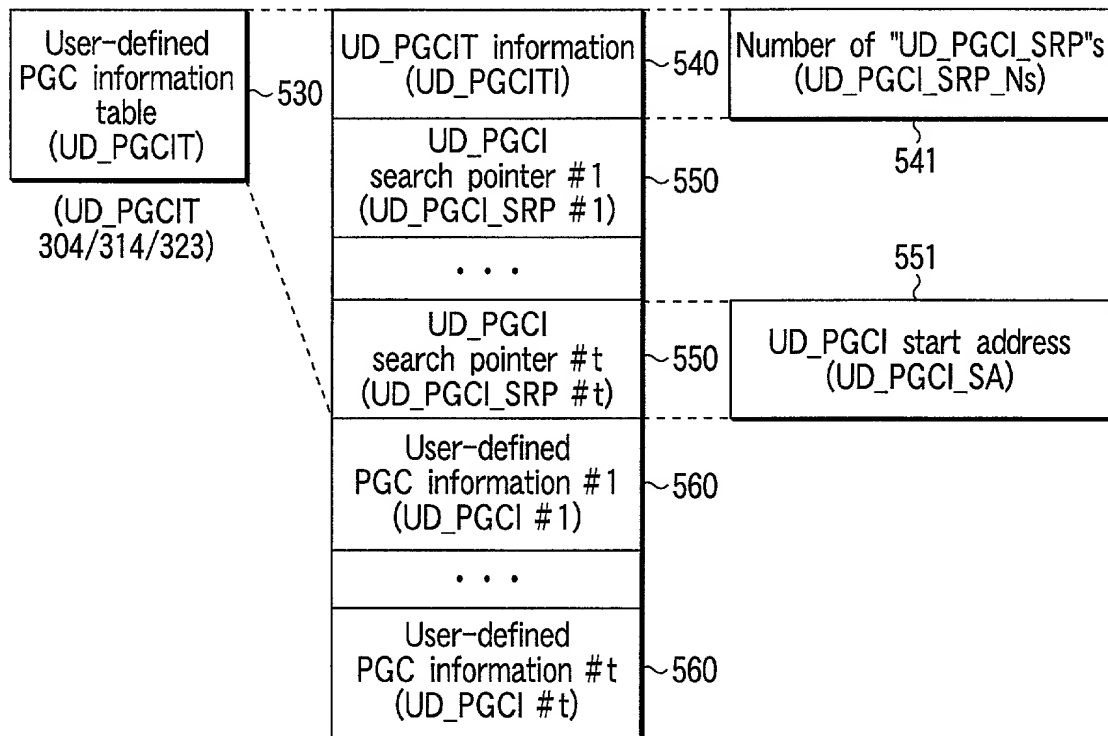 User-defined
PGC information
table
(UD_PGCIT)
530
(UD_PGCIT
304/314/323)
UD_PGCIT information
(UD_PGCITI)
540
UD_PGCI
search pointer #1
(UD_PGCI_SRP #1)
550
• • •
UD_PGCI
search pointer #t
(UD_PGCI_SRP #t)
550
User-defined
PGC information #1
(UD_PGCI #1)
560
• • •
User-defined
PGC information #t
(UD_PGCI #t)
560
Number of "UD_PGCI_SRP"s
(UD_PGCI_SRP_Ns)
541
551
UD_PGCI start address
(UD_PGCI_SA)